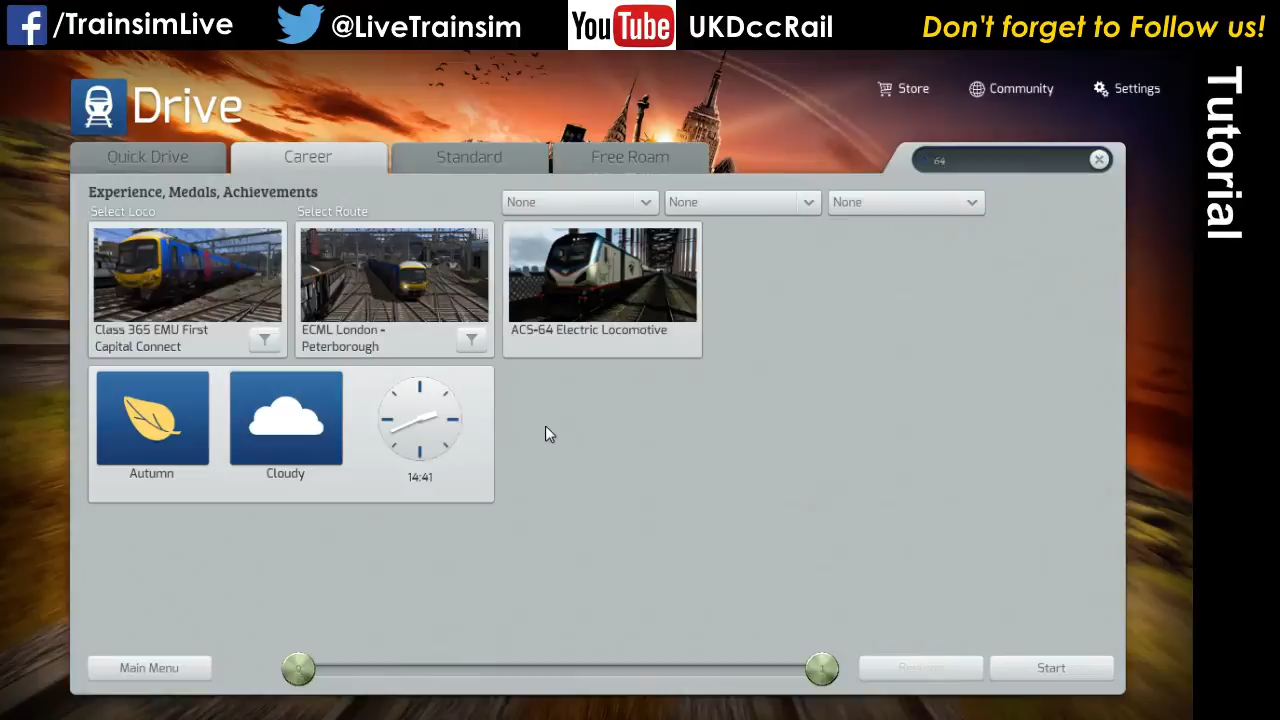 /TrainsimLive
@LiveTrainsim
YouTube
UKDccRail
Don't forget to Follow us!
Tutorial
Drive
Store
Community
Settings
Quick Drive
Career
Standard
Free Roam
64
Experience, Medals, Achievements
Select Loco
Select Route
None
None
None
Class 365 EMU First
Capital Connect
ECML London -
Peterborough
ACS-64 Electric Locomotive
Autumn
Cloudy
14:41
Main Menu
Start